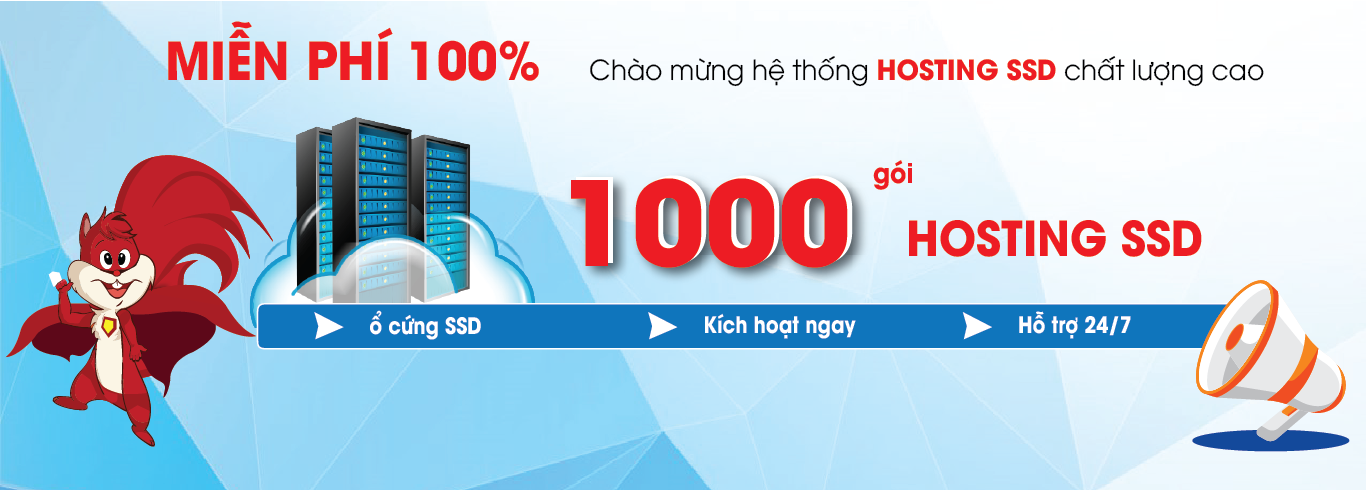 MIỄN PHÍ 100%
Chào mừng hệ thống HOSTING SSD chất lượng cao
1000 gói
HOSTING SSD
ổ cứng SSD
Kích hoạt ngay
Hỗ trợ 24/7